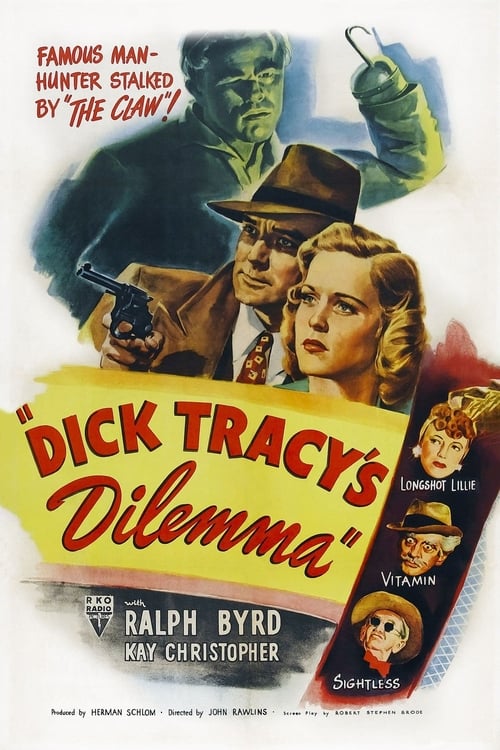 FAMOUS MAN-
HUNTER STALKED
BY "THE CLAW"!
"DICK TRACY'S
Dilemma"
LONGSHOT LILLIE
VITAMIN
SIGHTLESS
RKO
RADIO
with
RALPH BYRD
KAY CHRISTOPHER
Produced by HERMAN SCHLOM - Directed by JOHN RAWLINS - Screen Play by ROBERT STEPHEN BRODE